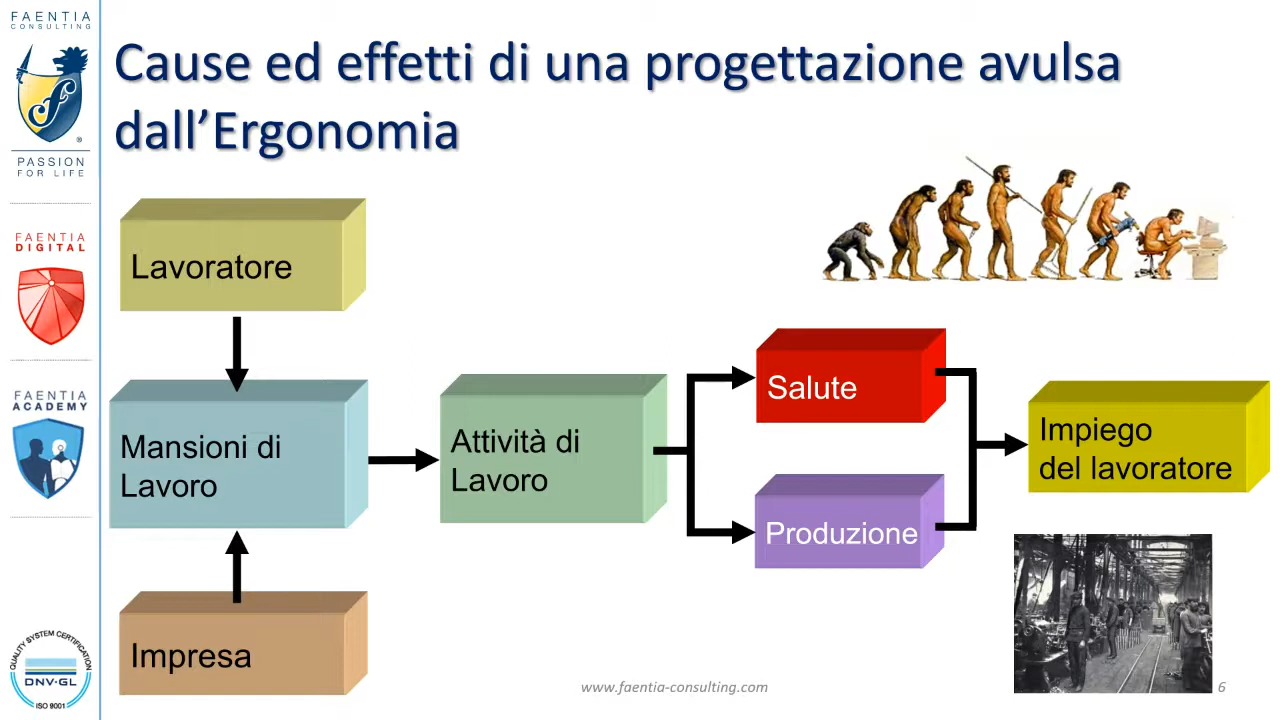 FAENTIA
CONSULTING
PASSION
FOR LIFE
FAENTIA
DIGITAL
FAENTIA
ACADEMY
QUALITY SYSTEM CERTIFICATION
DNV·GL
ISO 9001
Cause ed effetti di una progettazione avulsa
dall’Ergonomia
Lavoratore
Mansioni di
Lavoro
Impresa
Attività di
Lavoro
Salute
Produzione
Impiego
del lavoratore
www.faentia-consulting.com
6